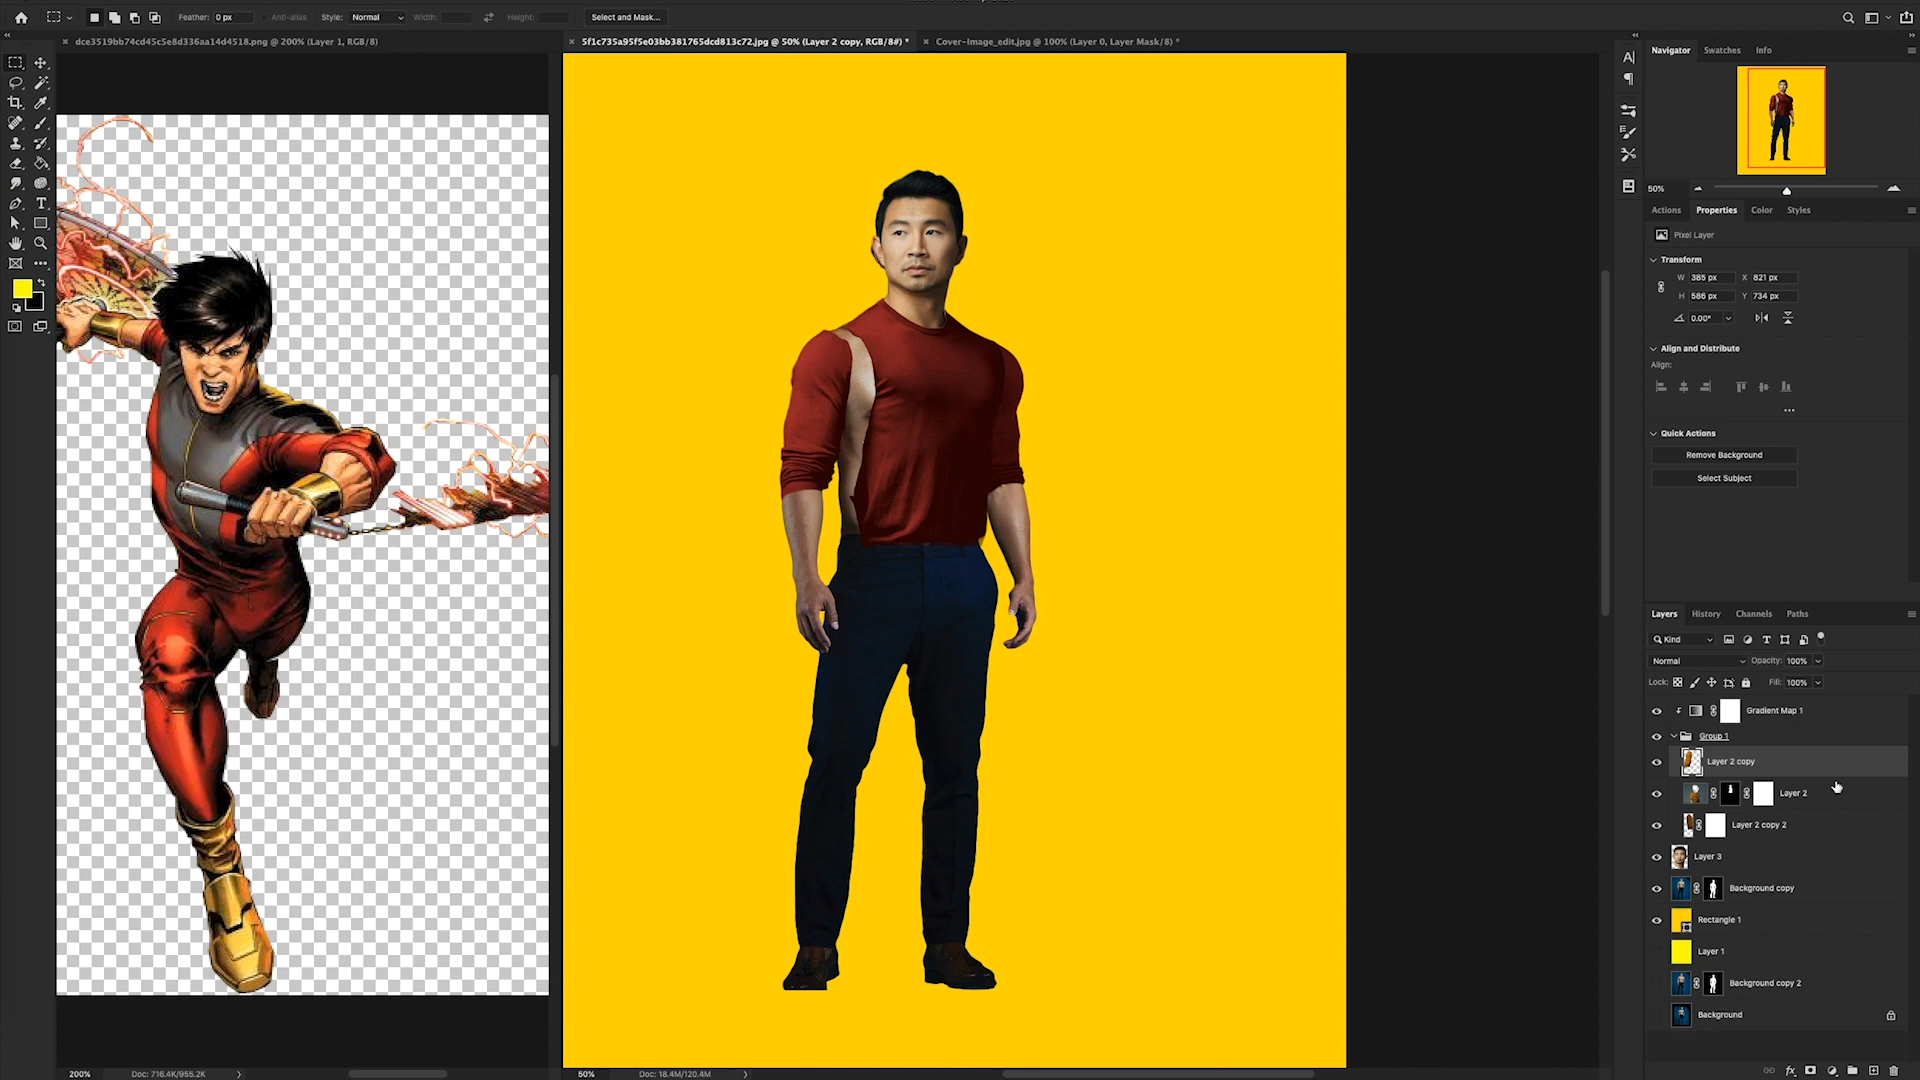 Feather: 0 px Anti-alias Style: Normal Width: Height: Select and Mask...
dce3519bb74cd45c5e8d336aa14d4518.png @ 200% (Layer 1, RGB/8)
5f1c735a95f5e03bb381765dcd813c72.jpg @ 50% (Layer 2 copy, RGB/8#) *
Cover-Image_edit.jpg @ 100% (Layer 0, Layer Mask/8) *
Navigator Swatches Info
50%
Actions Properties Color Styles
Pixel Layer
Transform
W 385 px X 821 px
H 586 px Y 734 px
0.00°
Align and Distribute
Align:
Quick Actions
Remove Background
Select Subject
Layers History Channels Paths
Kind
Normal Opacity: 100%
Lock: Fill: 100%
Gradient Map 1
Group 1
Layer 2 copy
Layer 2
Layer 2 copy 2
Layer 3
Background copy
Rectangle 1
Layer 1
Background copy 2
Background
200% Doc: 716.4K/955.2K
50% Doc: 18.4M/120.4M